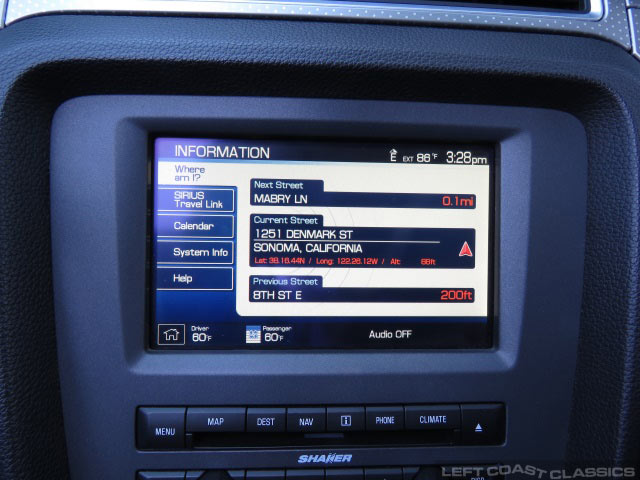 INFORMATION
E EXT 86°F 3:28pm
Where am I?
SIRIUS Travel Link
Calendar
System Info
Help
Next Street
MABRY LN 0.1mi
Current Street
1251 DENMARK ST
SONOMA, CALIFORNIA
Lat: 38.16.44N / Long: 122.26.12W / Alt: 66ft
Previous Street
8TH ST E 200ft
Driver
60°F
Passenger
60°F
Audio OFF
MENU
MAP
DEST
NAV
i
PHONE
CLIMATE
SHAKER
LEFT COAST CLASSICS